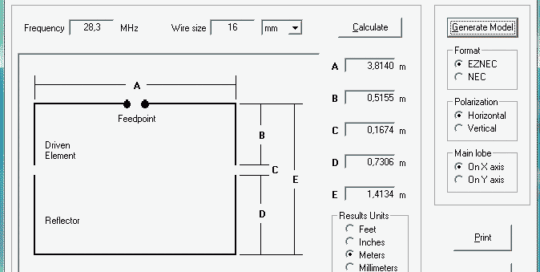 Frequency 28,3 MHz Wire size 16 mm Calculate
Generate Model
Format
EZNEC
NEC
Polarization
Horizontal
Vertical
Main lobe
On X axis
On Y axis
Print
A 3,8140 m
B 0,5155 m
C 0,1674 m
D 0,7306 m
E 1,4134 m
Results Units
Feet
Inches
Meters
Millimeters
A
Feedpoint
Driven
Element
B
C
E
D
Reflector